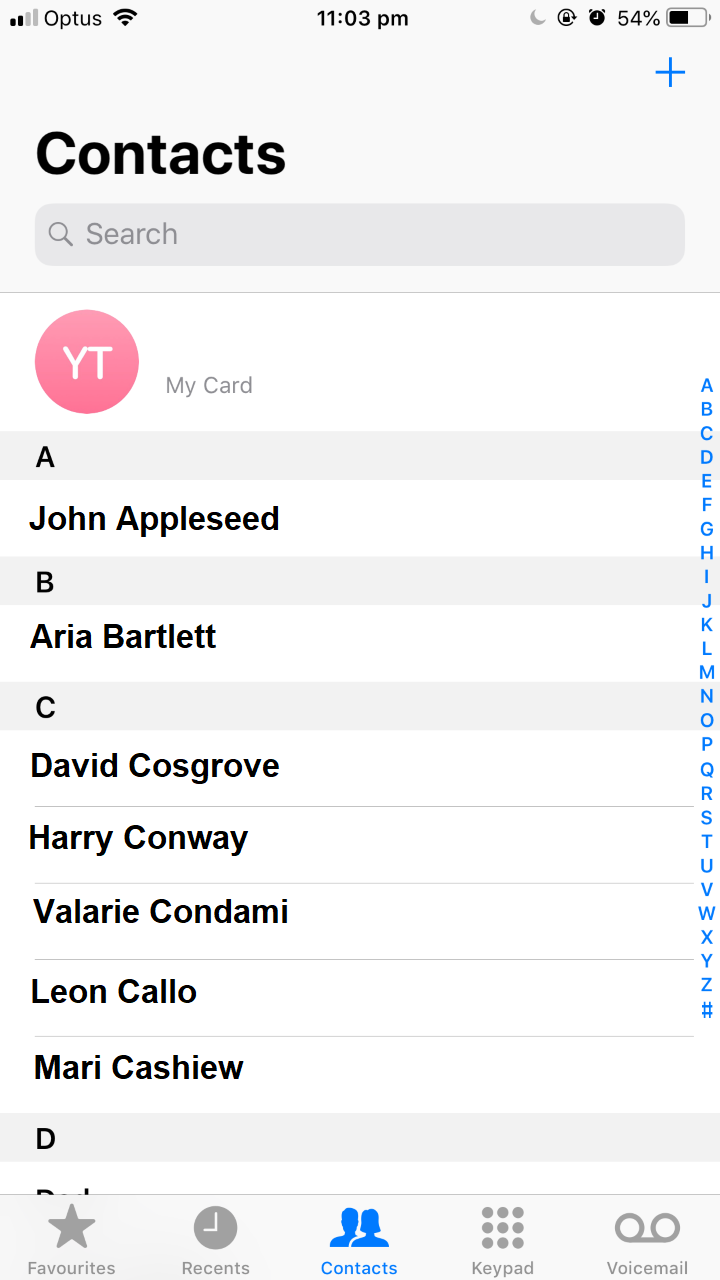 Optus 11:03 pm 54%
Contacts
Search
YT
My Card
A
John Appleseed
B
Aria Bartlett
C
David Cosgrove
Harry Conway
Valarie Condami
Leon Callo
Mari Cashiew
D
A
B
C
D
E
F
G
H
I
J
K
L
M
N
O
P
Q
R
S
T
U
V
W
X
Y
Z
#
Favourites Recents Contacts Keypad Voicemail